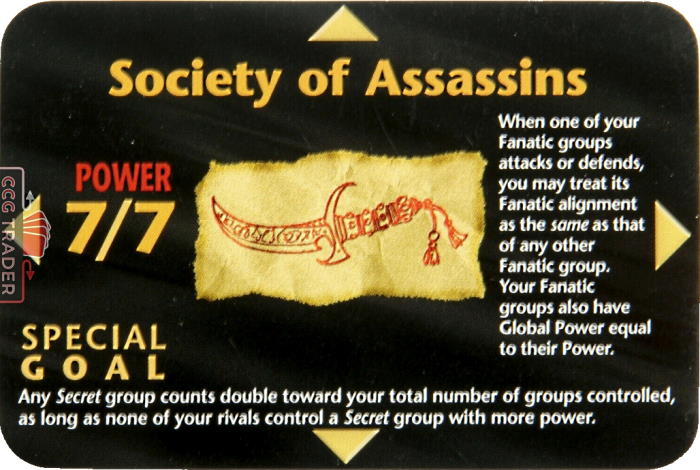 Society of Assassins
When one of your
Fanatic groups
attacks or defends,
you may treat its
Fanatic alignment
as the same as that
of any other
Fanatic group.
Your Fanatic
groups also have
Global Power equal
to their Power.
POWER
7/7
CCG TRADER
SPECIAL
GOAL
Any Secret group counts double toward your total number of groups controlled,
as long as none of your rivals control a Secret group with more power.